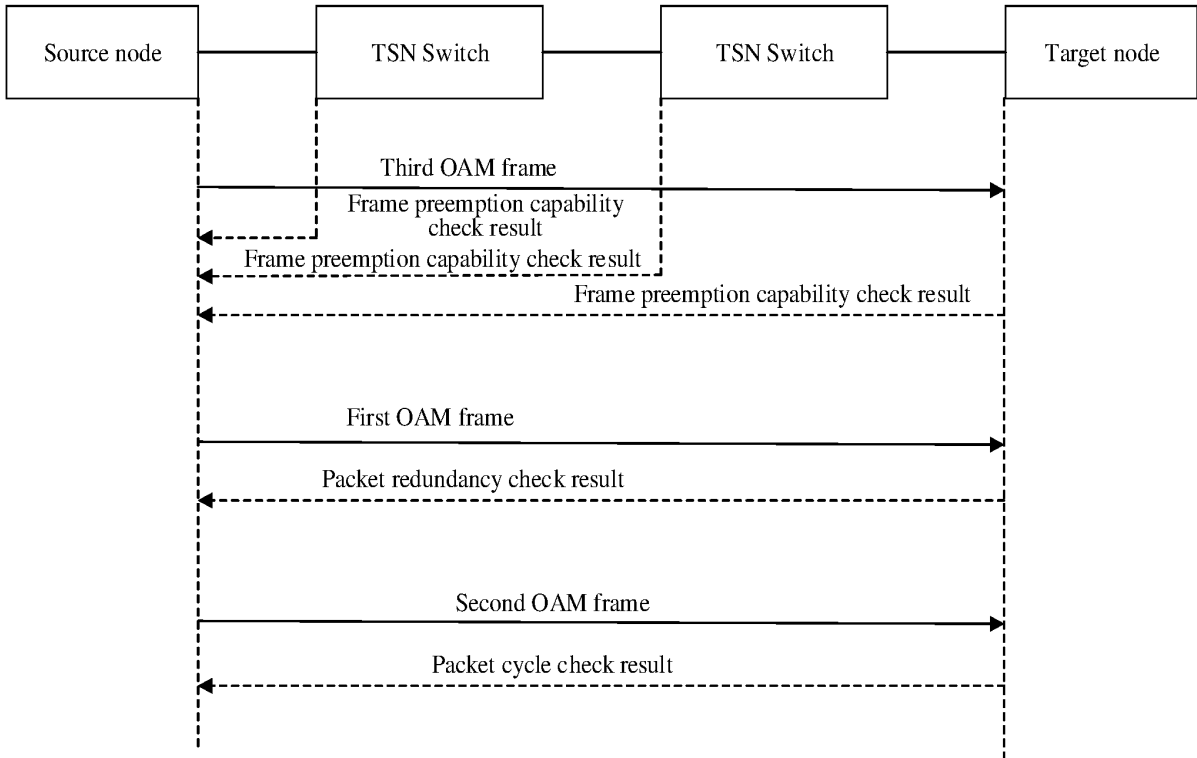 Source node
TSN Switch
TSN Switch
Target node
Third OAM frame
Frame preemption capability
check result
Frame preemption capability check result
Frame preemption capability check result
First OAM frame
Packet redundancy check result
Second OAM frame
Packet cycle check result